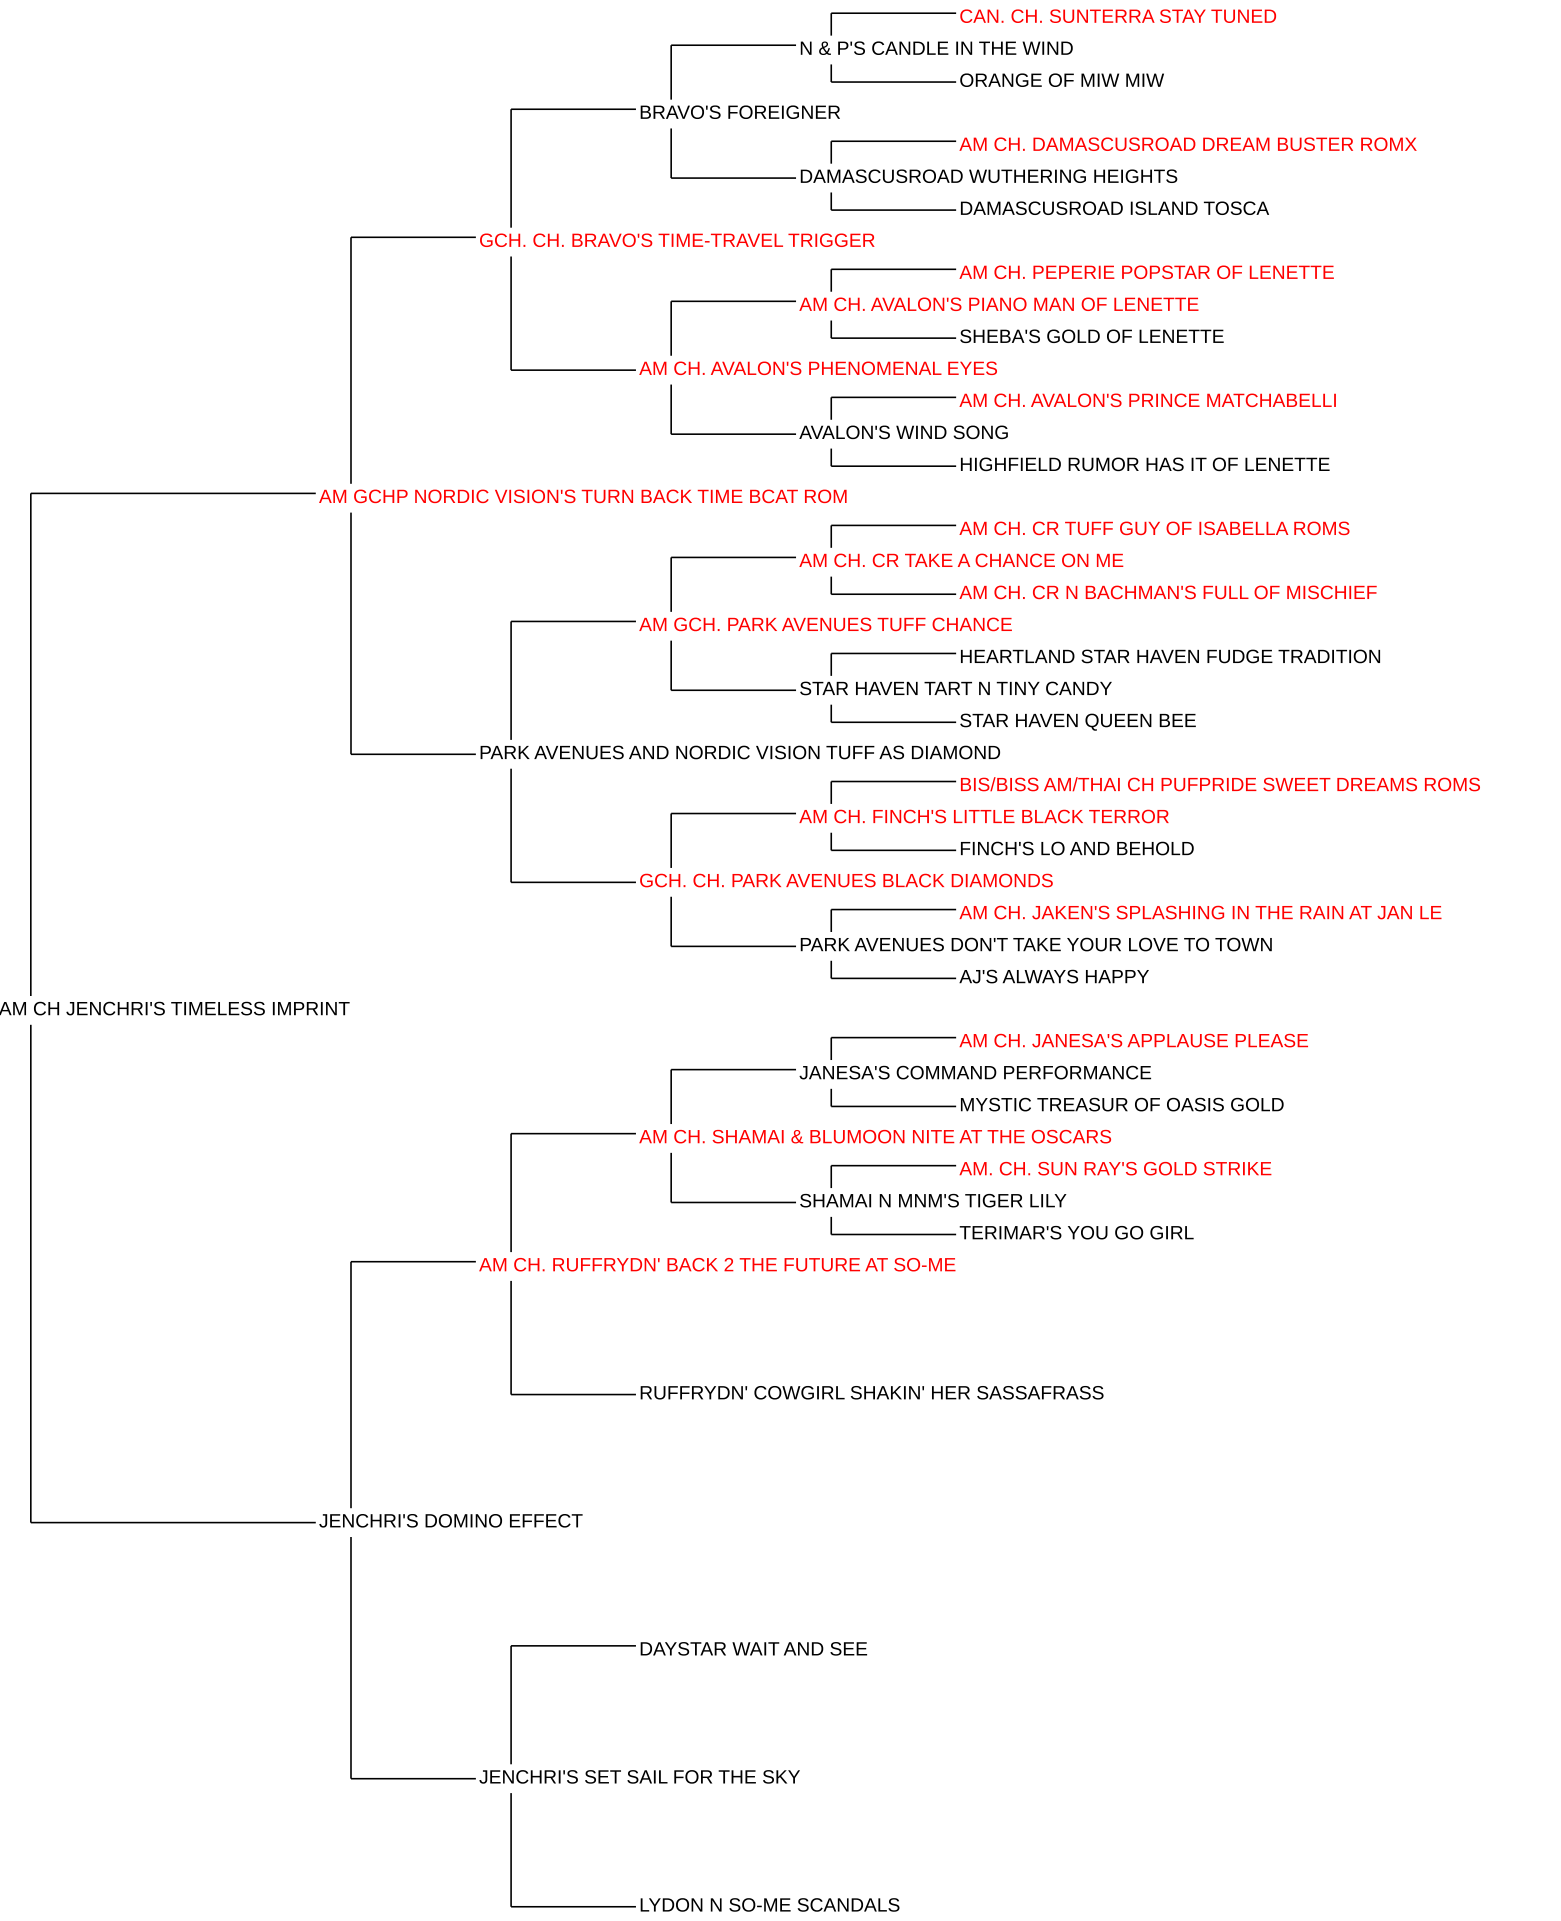 CAN. CH. SUNTERRA STAY TUNED
N & P'S CANDLE IN THE WIND
ORANGE OF MIW MIW
BRAVO'S FOREIGNER
AM CH. DAMASCUSROAD DREAM BUSTER ROMX
DAMASCUSROAD WUTHERING HEIGHTS
DAMASCUSROAD ISLAND TOSCA
GCH. CH. BRAVO'S TIME-TRAVEL TRIGGER
AM CH. PEPERIE POPSTAR OF LENETTE
AM CH. AVALON'S PIANO MAN OF LENETTE
SHEBA'S GOLD OF LENETTE
AM CH. AVALON'S PHENOMENAL EYES
AM CH. AVALON'S PRINCE MATCHABELLI
AVALON'S WIND SONG
HIGHFIELD RUMOR HAS IT OF LENETTE
AM GCHP NORDIC VISION'S TURN BACK TIME BCAT ROM
AM CH. CR TUFF GUY OF ISABELLA ROMS
AM CH. CR TAKE A CHANCE ON ME
AM CH. CR N BACHMAN'S FULL OF MISCHIEF
AM GCH. PARK AVENUES TUFF CHANCE
HEARTLAND STAR HAVEN FUDGE TRADITION
STAR HAVEN TART N TINY CANDY
STAR HAVEN QUEEN BEE
PARK AVENUES AND NORDIC VISION TUFF AS DIAMOND
BIS/BISS AM/THAI CH PUFPRIDE SWEET DREAMS ROMS
AM CH. FINCH'S LITTLE BLACK TERROR
FINCH'S LO AND BEHOLD
GCH. CH. PARK AVENUES BLACK DIAMONDS
AM CH. JAKEN'S SPLASHING IN THE RAIN AT JAN LE
PARK AVENUES DON'T TAKE YOUR LOVE TO TOWN
AJ'S ALWAYS HAPPY
AM CH JENCHRI'S TIMELESS IMPRINT
AM CH. JANESA'S APPLAUSE PLEASE
JANESA'S COMMAND PERFORMANCE
MYSTIC TREASUR OF OASIS GOLD
AM CH. SHAMAI & BLUMOON NITE AT THE OSCARS
AM. CH. SUN RAY'S GOLD STRIKE
SHAMAI N MNM'S TIGER LILY
TERIMAR'S YOU GO GIRL
AM CH. RUFFRYDN' BACK 2 THE FUTURE AT SO-ME
RUFFRYDN' COWGIRL SHAKIN' HER SASSAFRASS
JENCHRI'S DOMINO EFFECT
DAYSTAR WAIT AND SEE
JENCHRI'S SET SAIL FOR THE SKY
LYDON N SO-ME SCANDALS